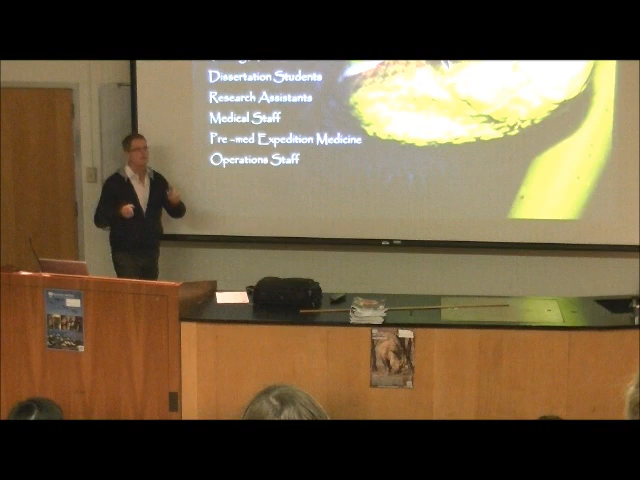 Dissertation Students
Research Assistants
Medical Staff
Pre-med Expedition Medicine
Operations Staff